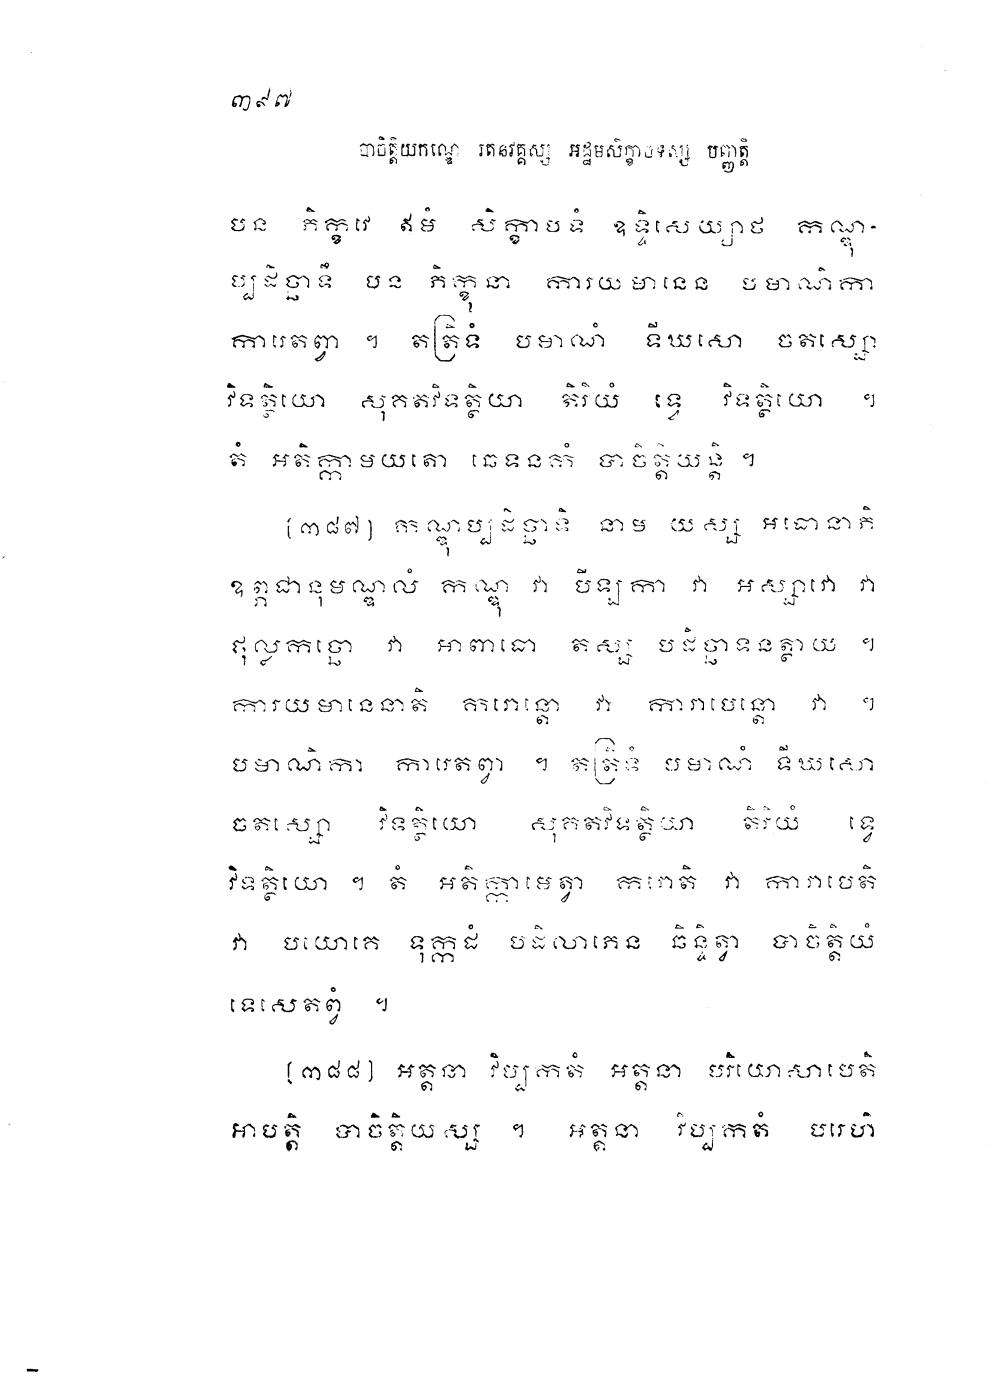 ៣៩៧
បាចិត្តិយកណ្ឌេ រតនវគ្គស្ស អដ្ឋមសិក្ខាបទស្ស បញ្ញត្តិ
បន ភិក្ខវេ ឥមំ សិក្ខាបទំ ឧទ្ទិសេយ្យាថ កណ្ឌុ-
ប្បដិច្ឆាទឹ បន ភិក្ខុនា ការយមានេន បមាណិកា
ការេតព្វា ។ តត្រិទំ បមាណំ ទីឃសោ ចតស្សោ
វិទត្ថិយោ សុគតវិទត្ថិយា តិរិយំ ទ្វេ វិទត្ថិយោ ។
តំ អតិក្កាមយតោ ឆេទនកំ បាចិត្តិយន្តិ ។
[៣៨៧] កណ្ឌុប្បដិច្ឆាទិ នាម យស្ស អធោនាភិ
ឧព្ភជានុមណ្ឌលំ កណ្ឌុ វា បីឡកា វា អស្សាវោ វា
ថុល្លកច្ឆោ វា អាពាធោ តស្ស បដិច្ឆាទនត្ថាយ ។
ការយមានេនាតិ ករោន្តោ វា ការាបេន្តោ វា ។
បមាណិកា ការេតព្វា ។ តត្រិទំ បមាណំ ទីឃសោ
ចតស្សោ វិទត្ថិយោ សុគតវិទត្ថិយា តិរិយំ ទ្វេ
វិទត្ថិយោ ។ តំ អតិក្កាមេត្វា ករោតិ វា ការាបេតិ
វា បយោគេ ទុក្កដំ បដិលាភេន ឆិន្ទិត្វា បាចិត្តិយំ
ទេសេតព្វំ ។
[៣៨៨] អត្តនា វិប្បកតំ អត្តនា បរិយោសាបេតិ
អាបត្តិ បាចិត្តិយស្ស ។ អត្តនា វិប្បកតំ បរេហិ